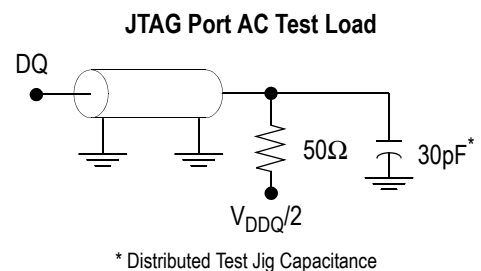 JTAG Port AC Test Load
DQ
50Ω
30pF*
VDDQ/2
* Distributed Test Jig Capacitance